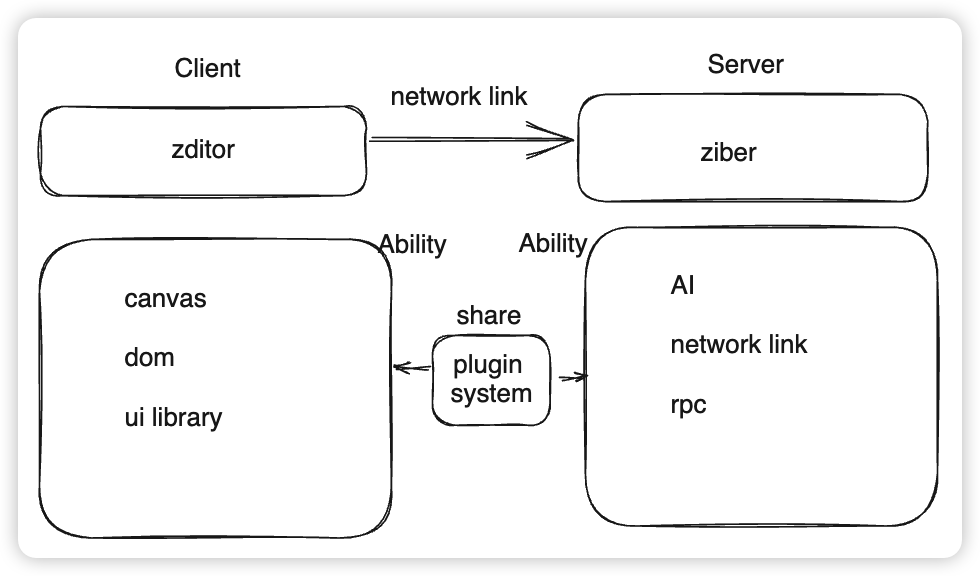 Client
Server
network link
zditor
ziber
Ability
Ability
canvas
dom
ui library
share
plugin
system
AI
network link
rpc